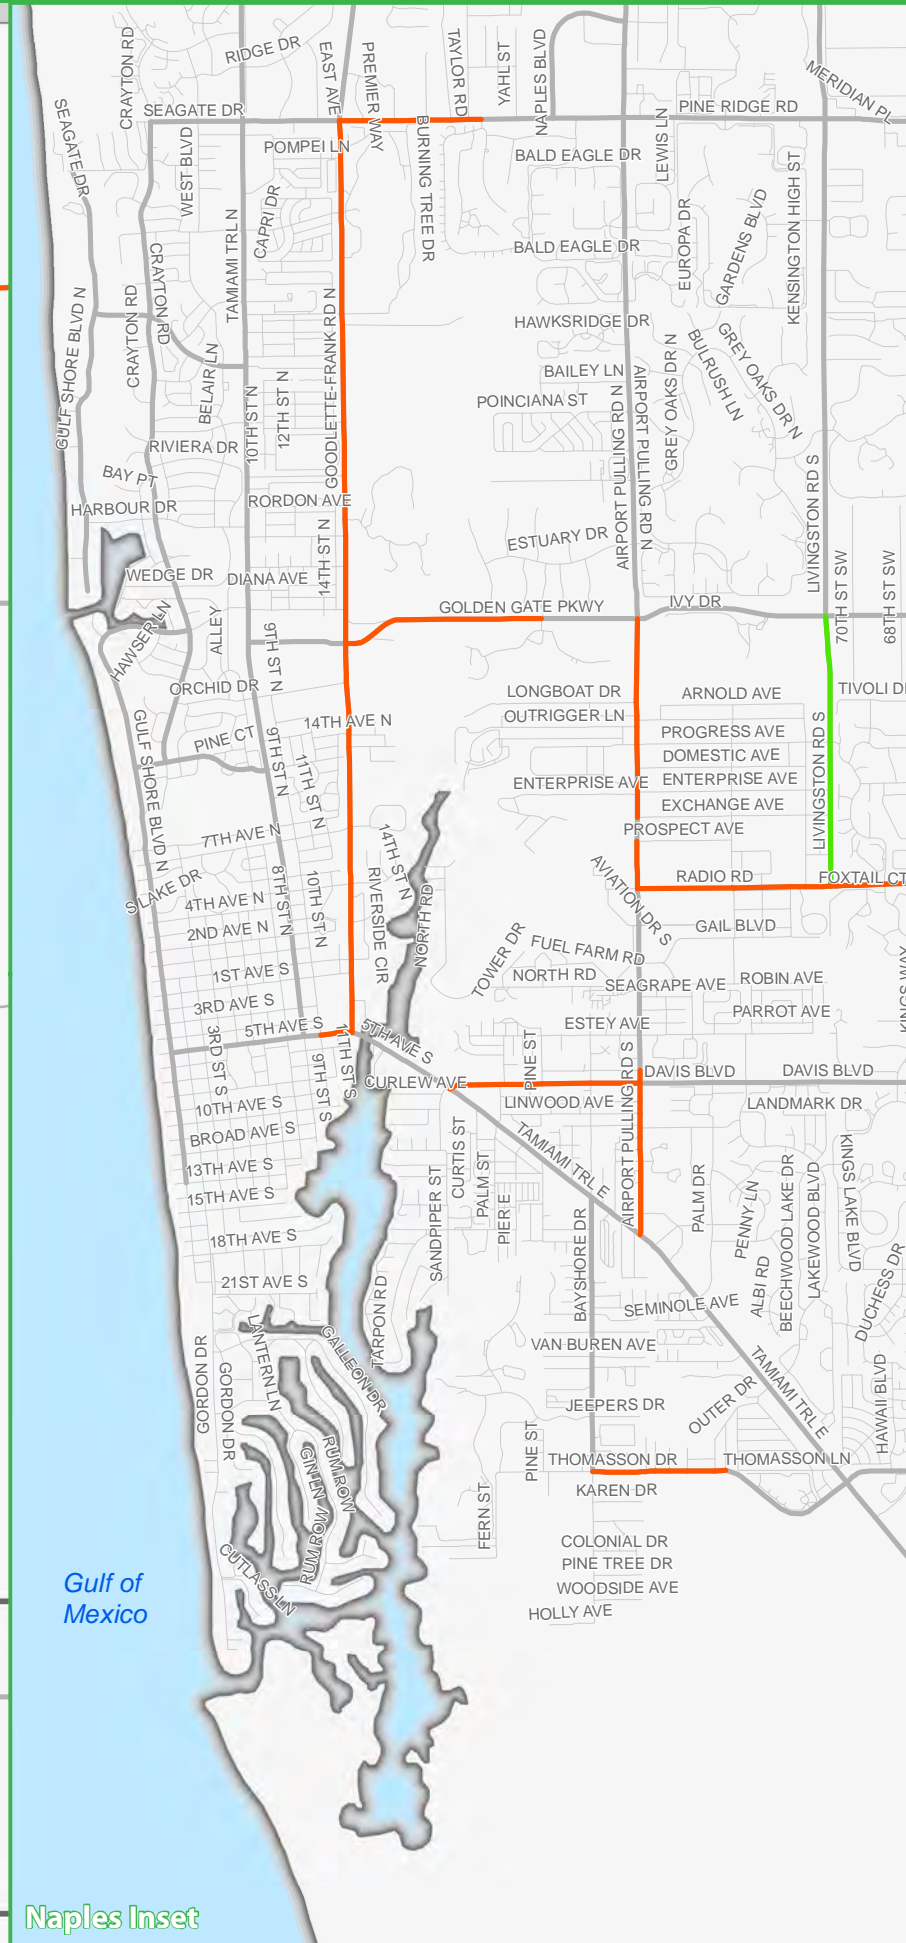 CRAYTON RD
RIDGE DR
EAST AVE
PREMIER WAY
TAYLOR RD
YAHL ST
NAPLES BLVD
MERIDIAN PL
SEAGATE DR
SEAGATE DR
PINE RIDGE RD
WEST BLVD
POMPEI LN
BURNING TREE DR
BALD EAGLE DR
LEWIS LN
KENSINGTON HIGH ST
CAPRI DR
TAMIAMI TRL N
CRAYTON RD
BALD EAGLE DR
EUROPA DR
GARDENS BLVD
GULF SHORE BLVD N
CRAYTON RD
GOODLETTE-FRANK RD N
HAWKSRIDGE DR
GREY OAKS DR N
BULRUSH LN
GREY OAKS DR N
BELAIR LN
10TH ST N
12TH ST N
BAILEY LN
POINCIANA ST
AIRPORT PULLING RD N
AIRPORT PULLING RD N
RIVIERA DR
BAY PT
HARBOUR DR
RORDON AVE
LIVINGSTON RD S
14TH ST N
ESTUARY DR
70TH ST SW
68TH ST SW
WEDGE DR
DIANA AVE
GOLDEN GATE PKWY
IVY DR
HAWSER LN
ALLEY
9TH ST N
ORCHID DR
LONGBOAT DR
ARNOLD AVE
TIVOLI D
OUTRIGGER LN
14TH AVE N
GULF SHORE BLVD N
PINE CT
9TH ST N
11TH ST N
PROGRESS AVE
DOMESTIC AVE
LIVINGSTON RD S
ENTERPRISE AVE
ENTERPRISE AVE
EXCHANGE AVE
PROSPECT AVE
7TH AVE N
14TH ST N
RIVERSIDE CIR
NORTH RD
S LAKE DR
4TH AVE N
8TH ST N
10TH ST N
AVIATION DR S
RADIO RD
FOXTAIL CT
2ND AVE N
GAIL BLVD
TOWER DR
FUEL FARM RD
1ST AVE S
NORTH RD
SEAGRAPE AVE
ROBIN AVE
KINGS WAY
3RD AVE S
PARROT AVE
5TH AVE S
5TH AVE S
ESTEY AVE
3RD ST S
9TH ST S
11TH ST S
CURLEW AVE
PINE ST
AIRPORT PULLING RD S
DAVIS BLVD
DAVIS BLVD
10TH AVE S
LINWOOD AVE
LANDMARK DR
BROAD AVE S
13TH AVE S
15TH AVE S
CURTIS ST
PALM ST
PIER E
SANDPIPER ST
TAMIAMI TRL E
BAYSHORE DR
PALM DR
PENNY LN
ALBI RD
BEECHWOOD LAKE DR
LAKEWOOD BLVD
KINGS LAKE BLVD
DUCHESS DR
18TH AVE S
21ST AVE S
TARPON RD
LANTERN LN
GALLEON DR
SEMINOLE AVE
VAN BUREN AVE
GORDON DR
GORDON DR
JEEPERS DR
OUTER DR
TAMIAMI TRL E
HAWAII BLVD
RUM ROW
GIN LN
RUM ROW
PINE ST
THOMASSON DR
THOMASSON LN
KAREN DR
FERN ST
CUTLASS LN
COLONIAL DR
PINE TREE DR
WOODSIDE AVE
HOLLY AVE
Gulf of
Mexico
Naples Inset